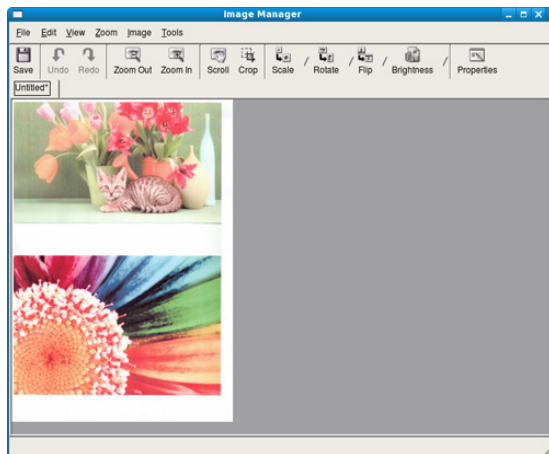 Image Manager
File Edit View Zoom Image Tools
Save Undo Redo Zoom Out Zoom In Scroll Crop Scale / Rotate / Flip / Brightness / Properties
Untitled*